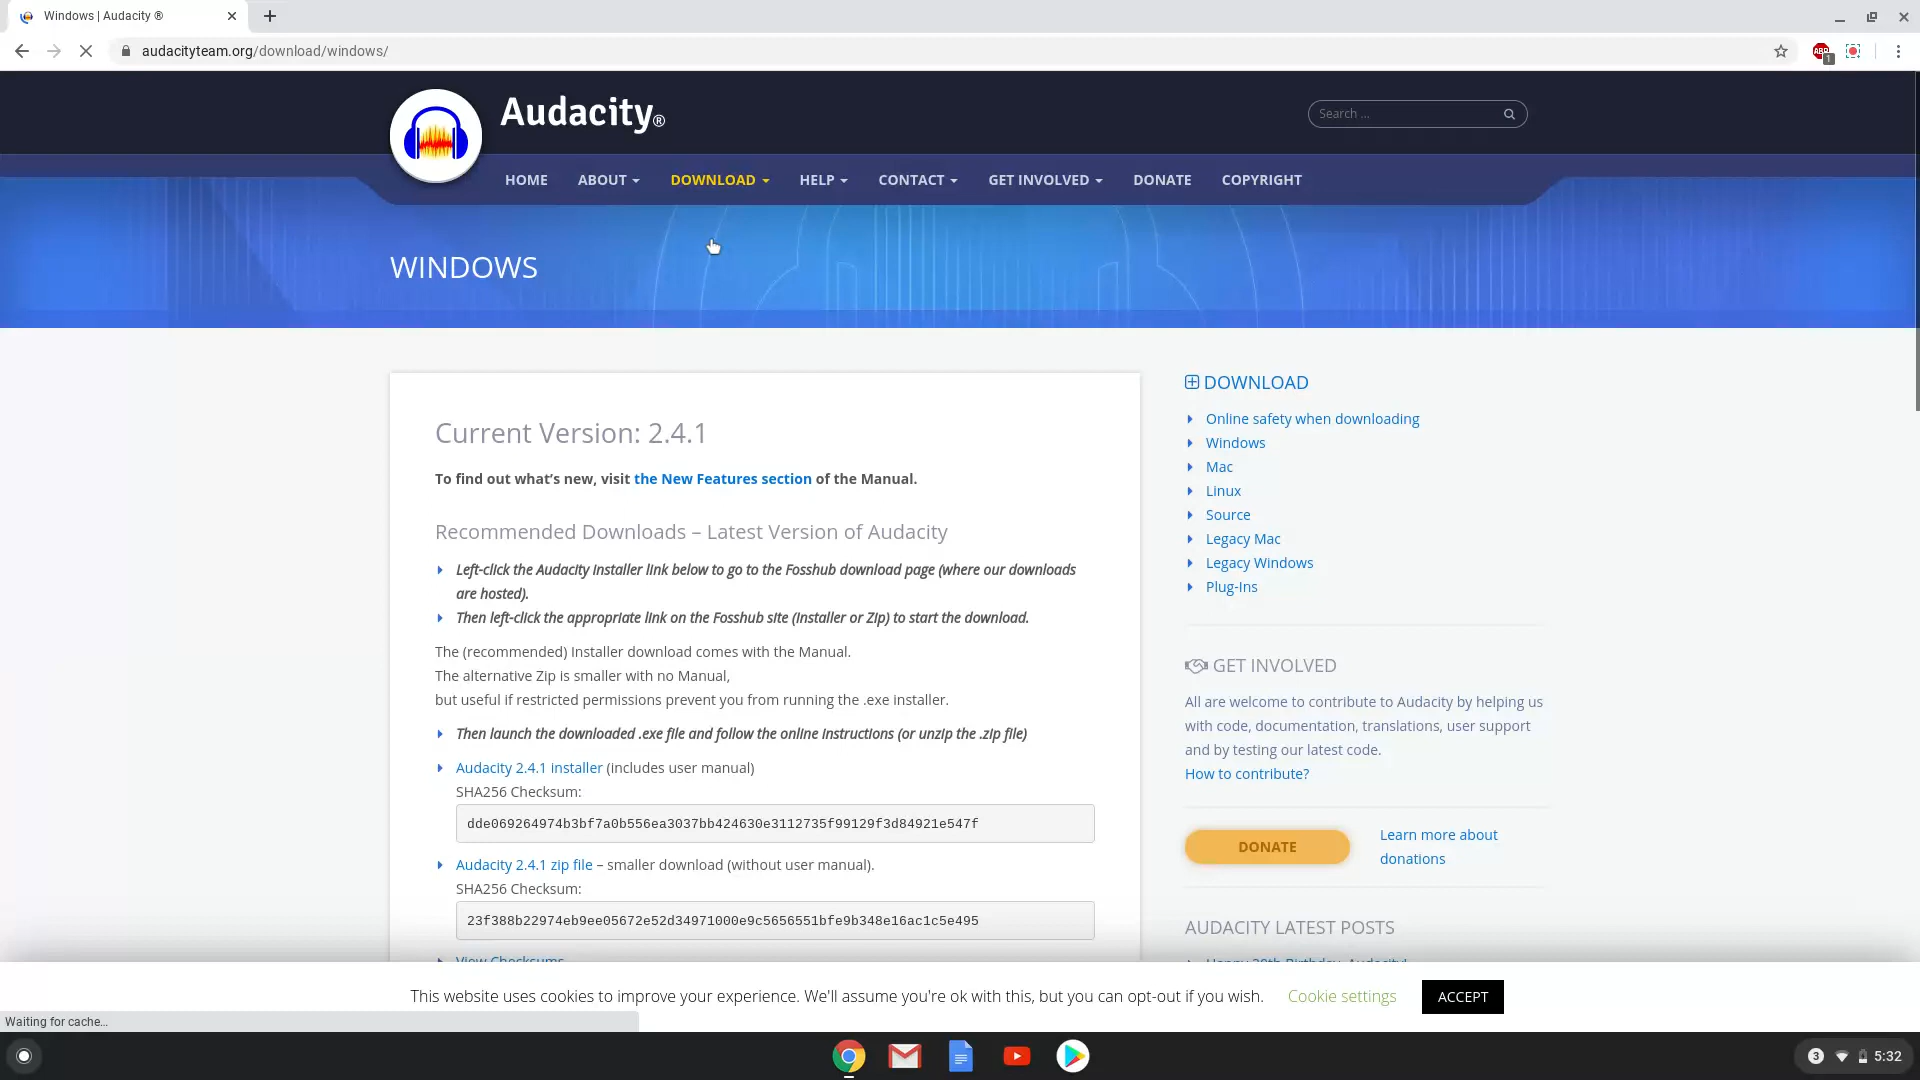 Windows | Audacity ®
audacityteam.org/download/windows/
ABP
1
Audacity®
Search ...
HOME
ABOUT
DOWNLOAD
HELP
CONTACT
GET INVOLVED
DONATE
COPYRIGHT
WINDOWS
Current Version: 2.4.1
To find out what's new, visit the New Features section of the Manual.
Recommended Downloads – Latest Version of Audacity
Left-click the Audacity Installer link below to go to the Fosshub download page (where our downloads
are hosted).
Then left-click the appropriate link on the Fosshub site (Installer or Zip) to start the download.
The (recommended) Installer download comes with the Manual.
The alternative Zip is smaller with no Manual,
but useful if restricted permissions prevent you from running the .exe installer.
Then launch the downloaded .exe file and follow the online instructions (or unzip the .zip file)
Audacity 2.4.1 installer (includes user manual)
SHA256 Checksum:
dde069264974b3bf7a0b556ea3037bb424630e3112735f99129f3d84921e547f
Audacity 2.4.1 zip file – smaller download (without user manual).
SHA256 Checksum:
23f388b22974eb9ee05672e52d34971000e9c5656551bfe9b348e16ac1c5e495
View Checksums
DOWNLOAD
Online safety when downloading
Windows
Mac
Linux
Source
Legacy Mac
Legacy Windows
Plug-Ins
GET INVOLVED
All are welcome to contribute to Audacity by helping us
with code, documentation, translations, user support
and by testing our latest code.
How to contribute?
DONATE
Learn more about
donations
AUDACITY LATEST POSTS
Happy 20th Birthday, Audacity!
This website uses cookies to improve your experience. We'll assume you're ok with this, but you can opt-out if you wish.
Cookie settings
ACCEPT
Waiting for cache...
3
5:32